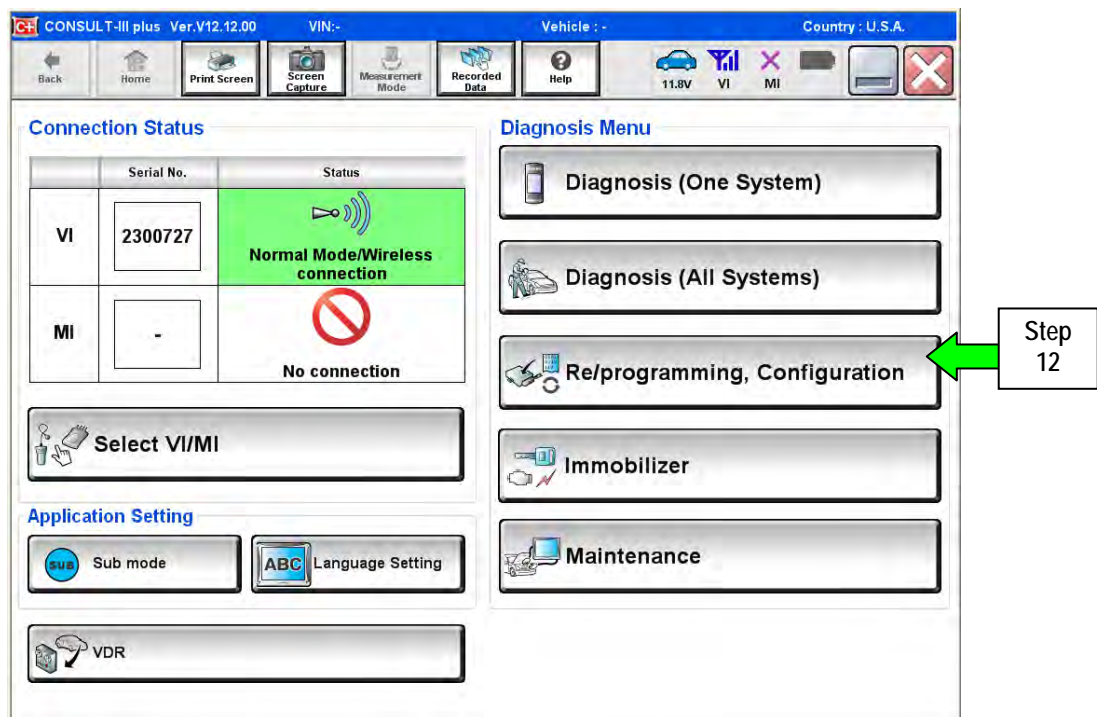 C+ CONSULT-III plus Ver.V12.12.00 VIN:- Vehicle : - Country : U.S.A.
Back
Home
Print Screen
Screen
Capture
Measurement
Mode
Recorded
Data
?
Help
11.8V
VI
MI
Connection Status
Serial No. Status
VI
2300727
Normal Mode/Wireless
connection
MI
-
No connection
Select VI/MI
Application Setting
SUB Sub mode
ABC Language Setting
VDR
Diagnosis Menu
Diagnosis (One System)
Diagnosis (All Systems)
Re/programming, Configuration
Immobilizer
Maintenance
Step
12